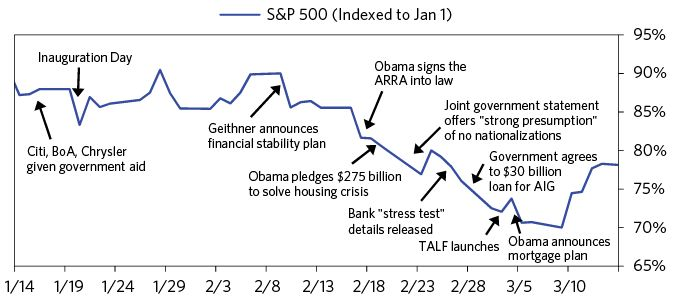 S&P 500 (Indexed to Jan 1)
95%
90%
85%
80%
75%
70%
65%
Inauguration Day
Citi, BoA, Chrysler
given government aid
Geithner announces
financial stability plan
Obama signs the
ARRA into law
Obama pledges $275 billion
to solve housing crisis
Joint government statement
offers "strong presumption"
of no nationalizations
Bank "stress test"
details released
Government agrees
to $30 billion
loan for AIG
TALF launches
Obama announces
mortgage plan
1/14 1/19 1/24 1/29 2/3 2/8 2/13 2/18 2/23 2/28 3/5 3/10